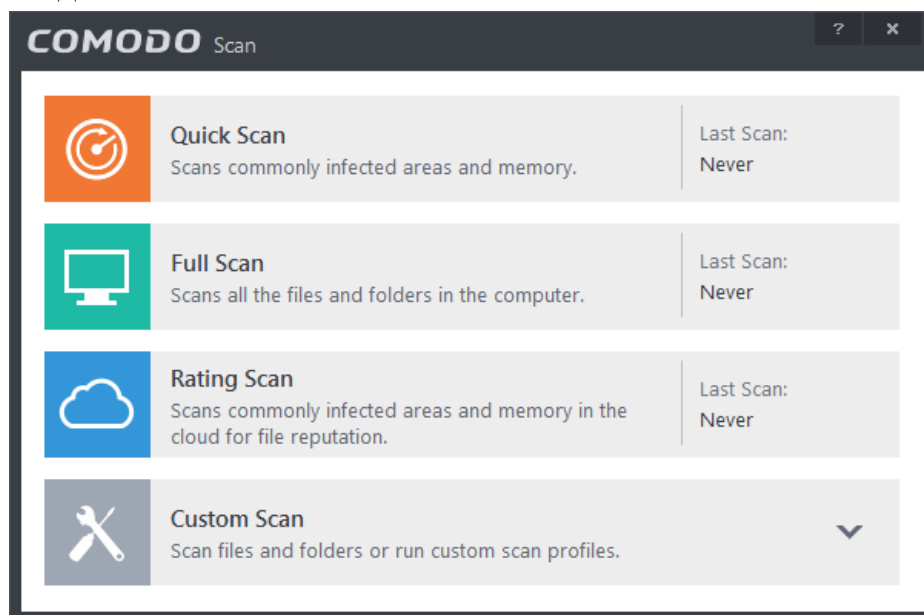 COMODO Scan
? ×
Quick Scan
Scans commonly infected areas and memory.
Last Scan:
Never
Full Scan
Scans all the files and folders in the computer.
Last Scan:
Never
Rating Scan
Scans commonly infected areas and memory in the
cloud for file reputation.
Last Scan:
Never
Custom Scan
Scan files and folders or run custom scan profiles.